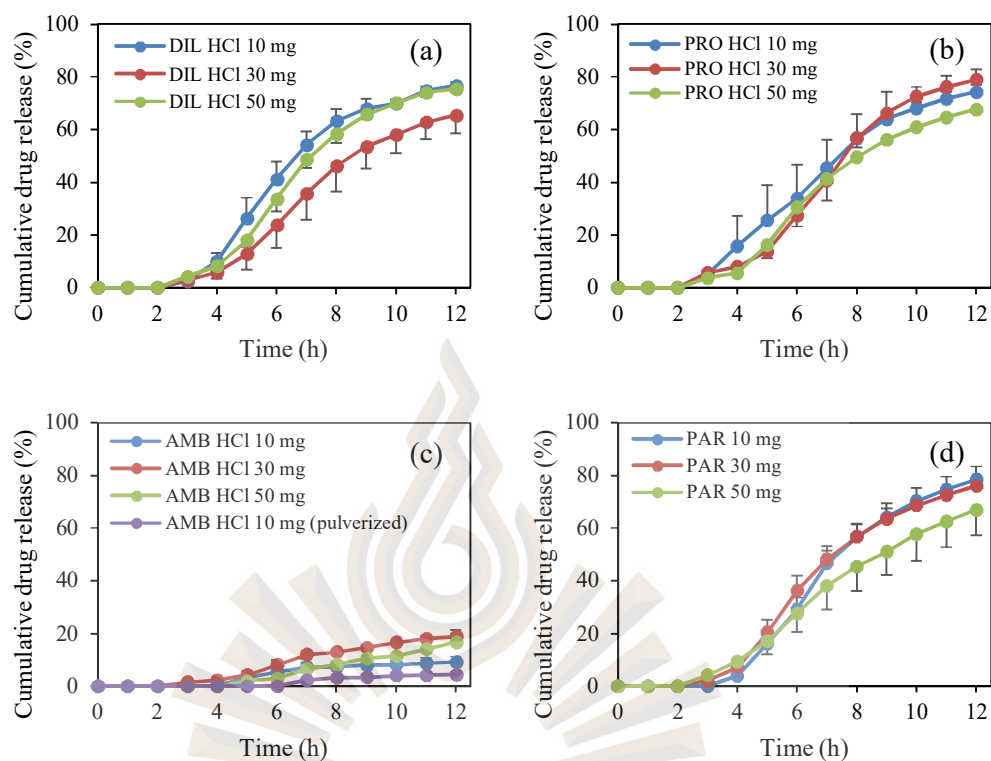 100
80
60
40
20
0
Cumulative drug release (%)
DIL HCl 10 mg
DIL HCl 30 mg
DIL HCl 50 mg
(a)
0 2 4 6 8 10 12
Time (h)
100
80
60
40
20
0
Cumulative drug release (%)
PRO HCl 10 mg
PRO HCl 30 mg
PRO HCl 50 mg
(b)
0 2 4 6 8 10 12
Time (h)
100
80
60
40
20
0
Cumulative drug release (%)
AMB HCl 10 mg
AMB HCl 30 mg
AMB HCl 50 mg
AMB HCl 10 mg (pulverized)
(c)
0 2 4 6 8 10 12
Time (h)
100
80
60
40
20
0
Cumulative drug release (%)
PAR 10 mg
PAR 30 mg
PAR 50 mg
(d)
0 2 4 6 8 10 12
Time (h)